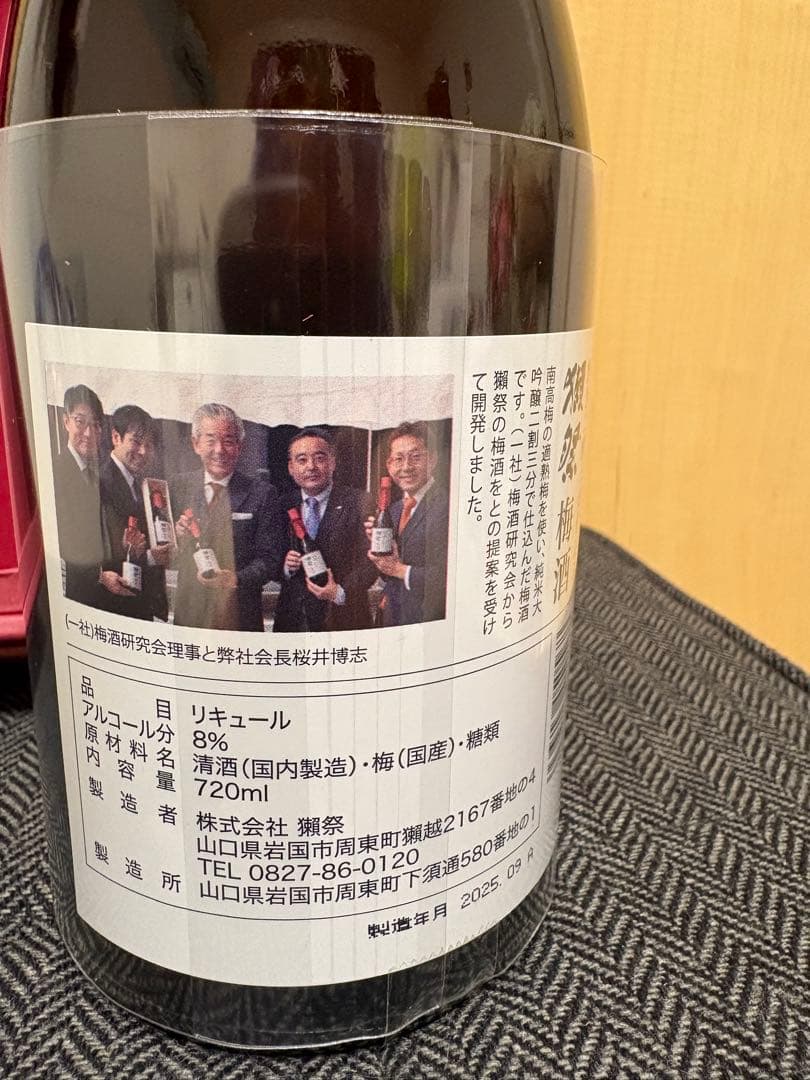 獺祭 梅酒
南高梅の適熟梅を使い、純米大
吟醸二割三分で仕込んだ梅酒
です。(一社)梅酒研究会から
獺祭の梅酒をとの提案を受け
て開発しました。
(一社)梅酒研究会理事と弊社会長桜井博志
品目 リキュール
アルコール分 8%
原材料名 清酒(国内製造)・梅(国産)・糖類
内容量 720ml
製造者 株式会社 獺祭
山口県岩国市周東町獺越2167番地の4
TEL 0827-86-0120
製造所 山口県岩国市周東町下須通580番地の1
製造年月 2025. 09 A